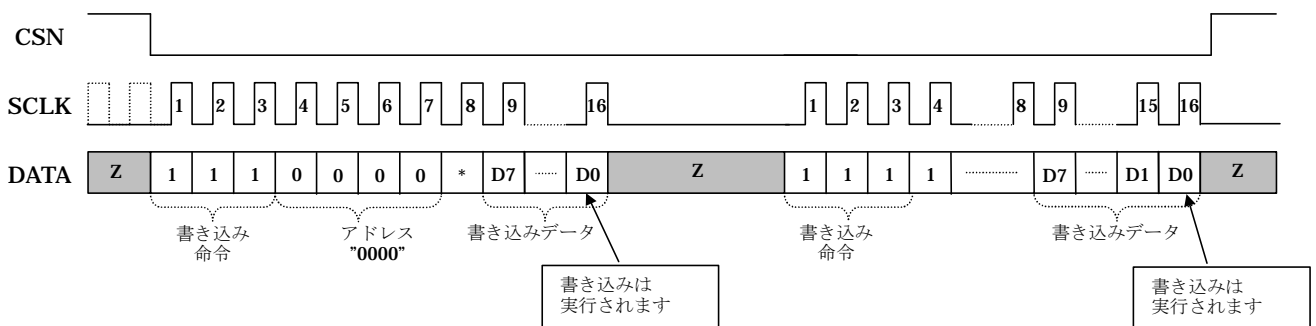 CSN
SCLK 1 2 3 4 5 6 7 8 9 ...... 16 1 2 3 4 ...... 8 9 ...... 15 16
DATA Z 1 1 1 0 0 0 0 * D7 ...... D0 Z 1 1 1 1 .............. D7 ...... D1 D0 Z
書き込み
命令
アドレス
"0000"
書き込みデータ
書き込み
命令
書き込みデータ
書き込みは
実行されます
書き込みは
実行されます